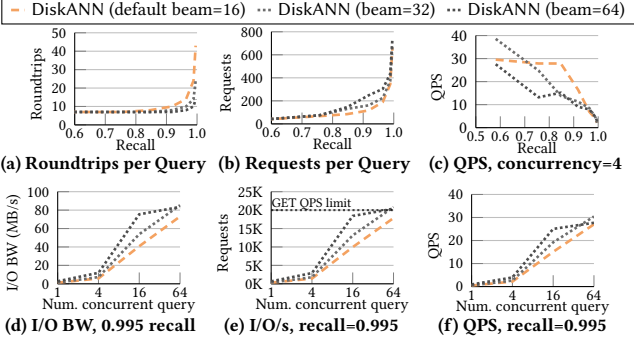 DiskANN (default beam=16) DiskANN (beam=32) DiskANN (beam=64)
Roundtrips
50
40
30
20
10
0
0.6 0.7 0.8 0.9 1.0
Recall
(a) Roundtrips per Query
Requests
800
600
400
200
0
0.6 0.7 0.8 0.9 1.0
Recall
(b) Requests per Query
QPS
40
30
20
10
0
0.5 0.6 0.7 0.8 0.9 1.0
Recall
(c) QPS, concurrency=4
I/O BW (MB/s)
100
80
60
40
20
0
1 4 16 64
Num. concurrent query
(d) I/O BW, 0.995 recall
Requests
25K
20K
15K
10K
5K
0K
GET QPS limit
1 4 16 64
Num. concurrent query
(e) I/O/s, recall=0.995
QPS
40
30
20
10
0
1 4 16 64
Num. concurrent query
(f) QPS, recall=0.995